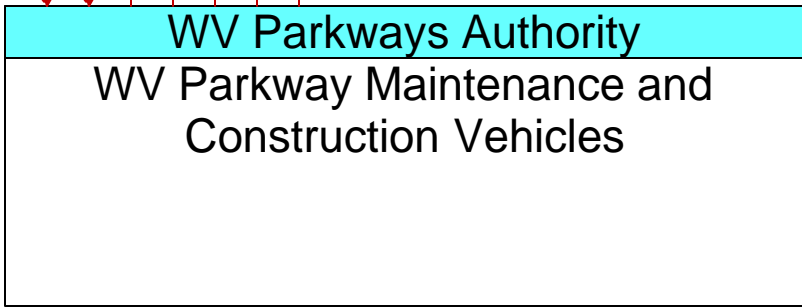 WV Parkways Authority
WV Parkway Maintenance and
Construction Vehicles